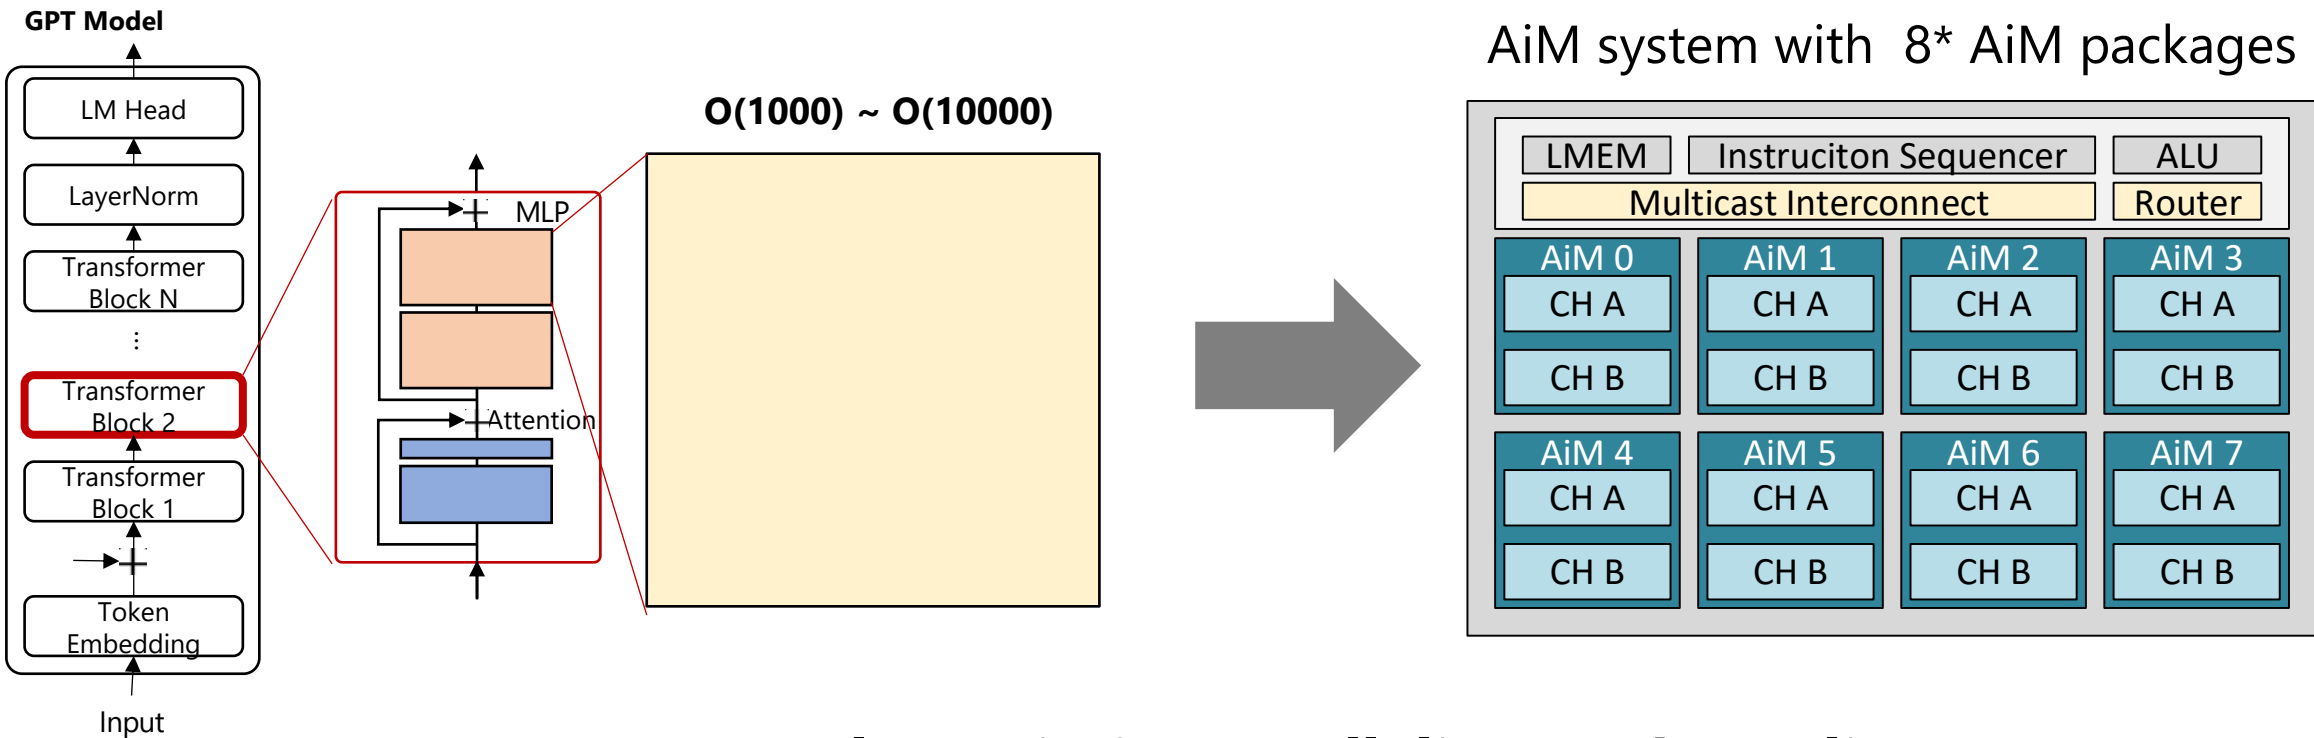 GPT Model
LM Head
LayerNorm
Transformer
Block N
...
Transformer
Block 2
Transformer
Block 1
Token
Embedding
Input
MLP
Attention
O(1000) ~ O(10000)
AiM system with 8* AiM packages
LMEM
Instruciton Sequencer
ALU
Multicast Interconnect
Router
AiM 0
CH A
CH B
AiM 1
CH A
CH B
AiM 2
CH A
CH B
AiM 3
CH A
CH B
AiM 4
CH A
CH B
AiM 5
CH A
CH B
AiM 6
CH A
CH B
AiM 7
CH A
CH B